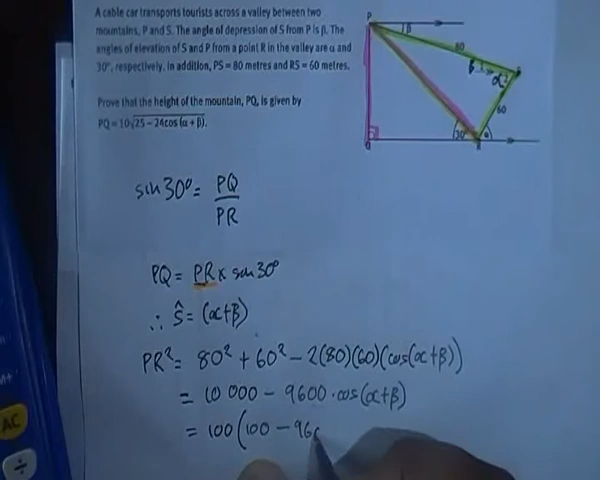 A cable car transports tourists across a valley between two
mountains, P and S. The angle of depression of S from P is β. The
angles of elevation of S and P from a point R in the valley are α and
30°, respectively. In addition, PS = 80 metres and RS = 60 metres.
Prove that the height of the mountain, PQ, is given by
PQ = 10√25 – 24cos (α + β).
P
β
80
β
α
60
30°
α
Q
R
sin 30° = PQ
PR
PQ = PR x sin 30°
∴ Ŝ = (α+β)
PR² = 80² + 60² – 2(80)(60)(cos(α+β))
= 10 000 – 9600 · cos(α+β)
= 100(100 – 96
M+
AC
÷